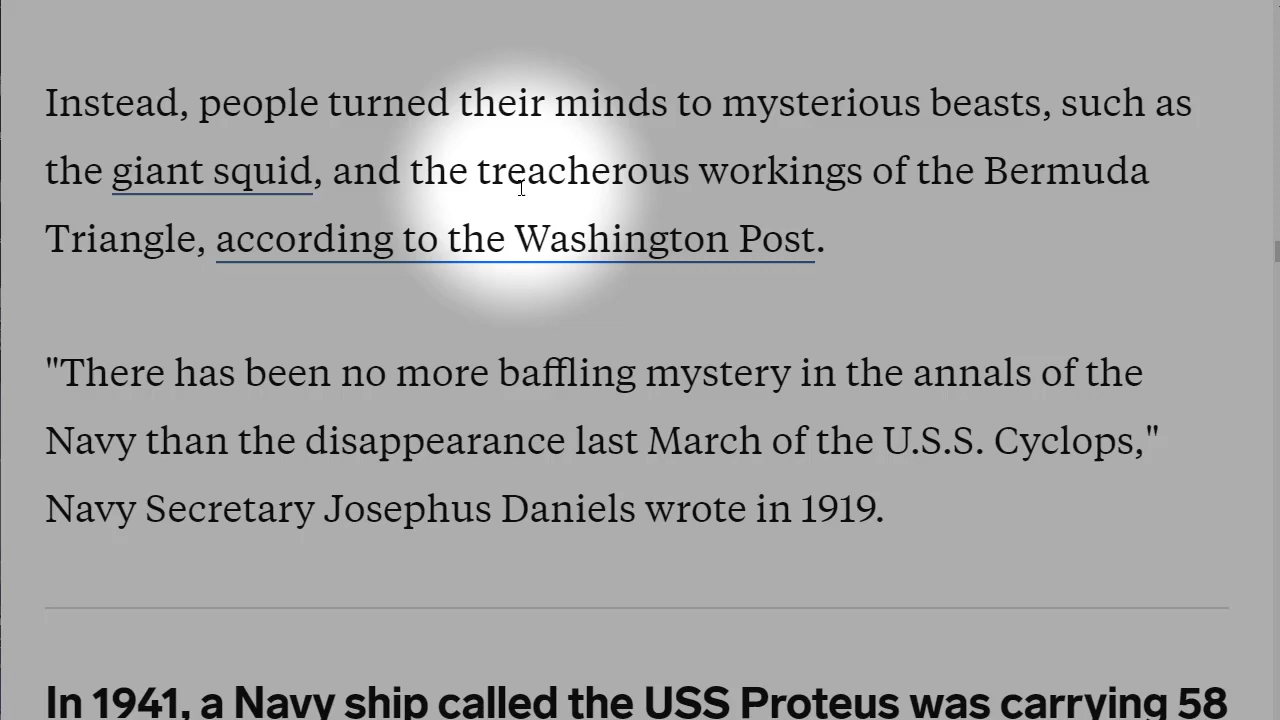 Instead, people turned their minds to mysterious beasts, such as
the giant squid, and the treacherous workings of the Bermuda
Triangle, according to the Washington Post.
"There has been no more baffling mystery in the annals of the
Navy than the disappearance last March of the U.S.S. Cyclops,"
Navy Secretary Josephus Daniels wrote in 1919.
In 1941, a Navy ship called the USS Proteus was carrying 58